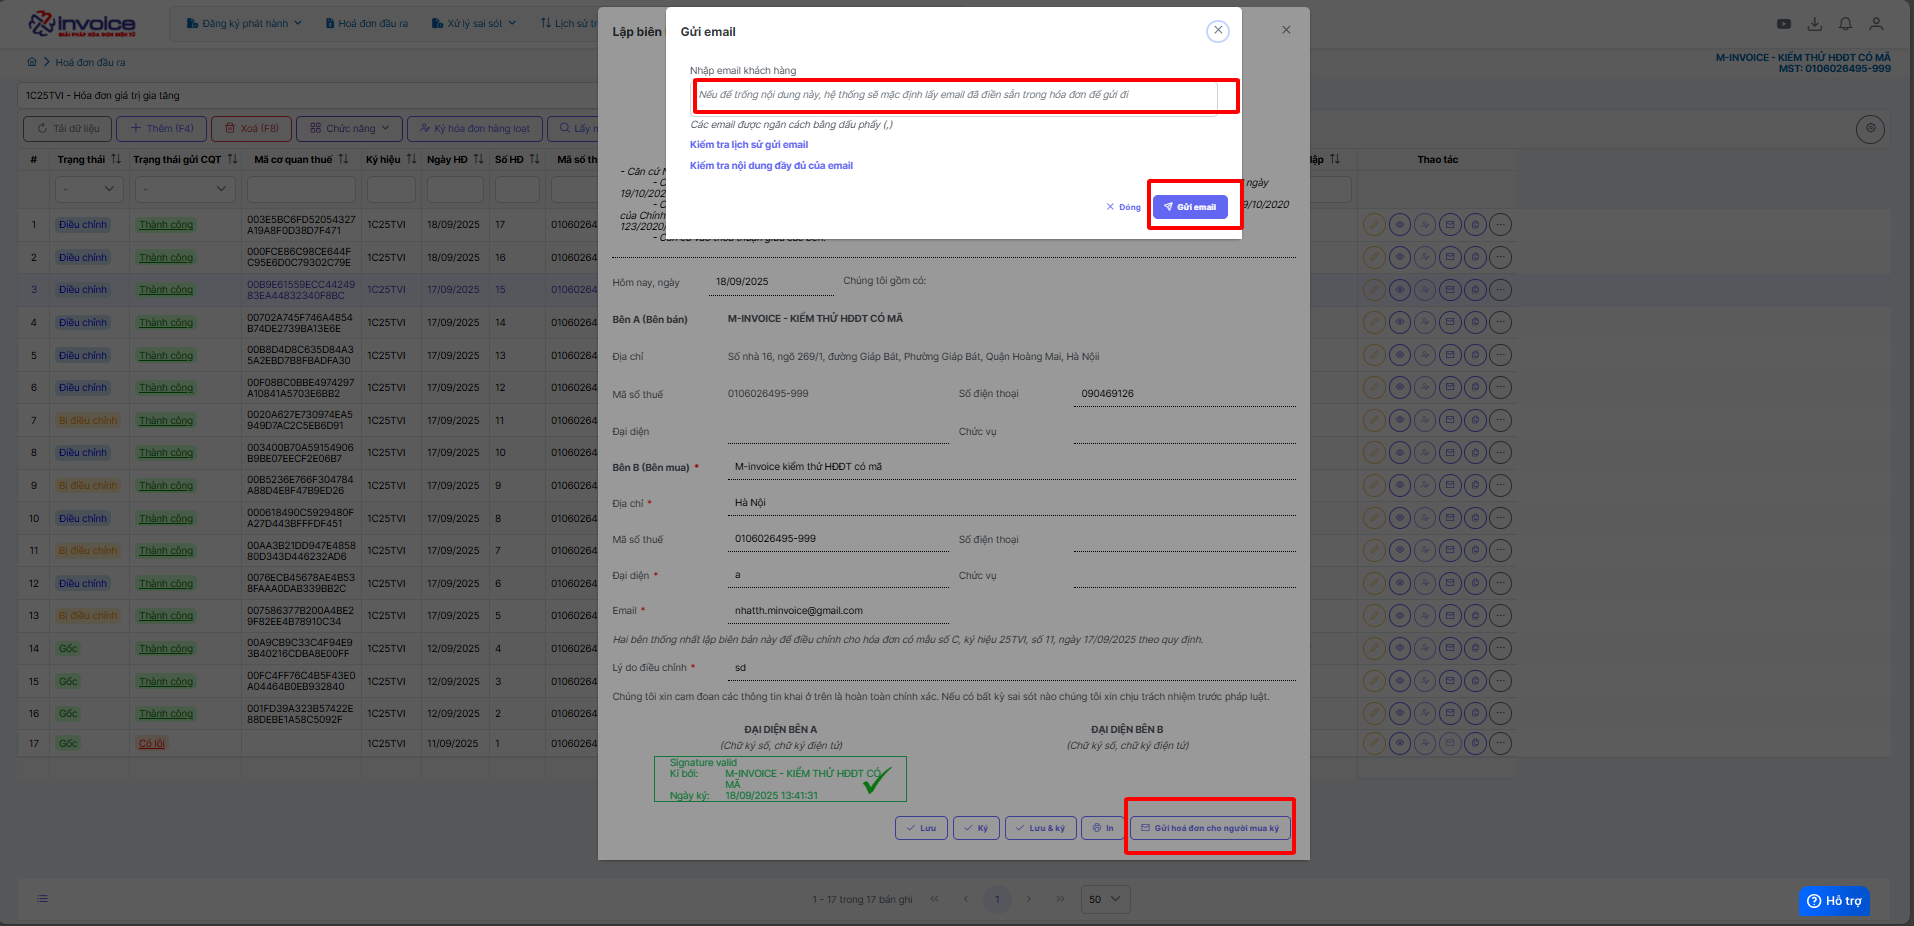 invoice
GIẢI PHÁP HÓA ĐƠN ĐIỆN TỬ
Đăng ký phát hành
Hoá đơn đầu ra
Xử lý sai sót
Lịch sử tr
Hoá đơn đầu ra
M-INVOICE - KIỂM THỬ HĐĐT CÓ MÃ
MST: 0106026495-999
1C25TVI - Hóa đơn giá trị gia tăng
Tải dữ liệu
Thêm (F4)
Xoá (F8)
Chức năng
Ký hóa đơn hàng loạt
Lấy
# Trạng thái Trạng thái gửi CQT Mã cơ quan thuế Ký hiệu Ngày HĐ Số HĐ Mã số th
lập Thao tác
- -
1 Điều chỉnh Thành công 003E5BC6FD52054327A19A8F0D38D7F471 1C25TVI 18/09/2025 17 01060264
2 Điều chỉnh Thành công 000FCE86C98CE644FC95E6D0C79302C79E 1C25TVI 18/09/2025 16 01060264
3 Điều chỉnh Thành công 00B9E61559ECC4424983EA44832340F8BC 1C25TVI 17/09/2025 15 01060264
4 Điều chỉnh Thành công 00702A745F746A4854B74DE2739BA13E6E 1C25TVI 17/09/2025 14 01060264
5 Điều chỉnh Thành công 00B8D4D8C635D84A35A2EBD7B8FBADFA30 1C25TVI 17/09/2025 13 01060264
6 Điều chỉnh Thành công 00F08BC0BBE4974297A10841A5703E6BB2 1C25TVI 17/09/2025 12 01060264
7 Bị điều chỉnh Thành công 0020A627E730974EA5949D7AC2C5EB6D91 1C25TVI 17/09/2025 11 01060264
8 Điều chỉnh Thành công 003400B70A59154906B9BE07EECF2E06B7 1C25TVI 17/09/2025 10 01060264
9 Bị điều chỉnh Thành công 00B5236E766F304784A88D4E8F47B9ED26 1C25TVI 17/09/2025 9 01060264
10 Điều chỉnh Thành công 000618490C5929480FA27D443BFFFDF451 1C25TVI 17/09/2025 8 01060264
11 Bị điều chỉnh Thành công 00AA3B21DD947E485880D343D446232AD6 1C25TVI 17/09/2025 7 01060264
12 Điều chỉnh Thành công 0076ECB45678AE4B538FAAA0DAB339BB2C 1C25TVI 17/09/2025 6 01060264
13 Bị điều chỉnh Thành công 007586377B200A4BE29F82EE4B78910C34 1C25TVI 17/09/2025 5 01060264
14 Gốc Thành công 00A9CB9C33C4F94E93B40216CDBA8E00FF 1C25TVI 12/09/2025 4 01060264
15 Gốc Thành công 00FC4FF76C4B5F43E0A04464B0EB932840 1C25TVI 12/09/2025 3 01060264
16 Gốc Thành công 001FD39A323B57422E88DEBE1A58C5092F 1C25TVI 12/09/2025 2 01060264
17 Gốc Có lỗi 1C25TVI 11/09/2025 1 01060264
1 - 17 trong 17 bản ghi
1
50
Hỗ trợ
Lập biên
Gửi email
Nhập email khách hàng
Nếu để trống nội dung này, hệ thống sẽ mặc định lấy email đã điền sẵn trong hóa đơn để gửi đi
Các email được ngăn cách bằng dấu phẩy (,)
Kiểm tra lịch sử gửi email
Kiểm tra nội dung đầy đủ của email
Đóng
Gửi email
- Căn cứ
- C ngày
19/10/202
- C 9/10/2020
của Chính
123/2020/
Hôm nay, ngày 18/09/2025 Chúng tôi gồm có:
Bên A (Bên bán) M-INVOICE - KIỂM THỬ HĐĐT CÓ MÃ
Địa chỉ Số nhà 16, ngõ 269/1, đường Giáp Bát, Phường Giáp Bát, Quận Hoàng Mai, Hà Nội
Mã số thuế 0106026495-999 Số điện thoại 090469126
Đại diện Chức vụ
Bên B (Bên mua) * M-invoice kiểm thử HĐĐT có mã
Địa chỉ * Hà Nội
Mã số thuế 0106026495-999 Số điện thoại
Đại diện * a Chức vụ
Email * nhatth.minvoice@gmail.com
Hai bên thống nhất lập biên bản này để điều chỉnh cho hóa đơn có mẫu số C, ký hiệu 25TVI, số 11, ngày 17/09/2025 theo quy định.
Lý do điều chỉnh * sd
Chúng tôi xin cam đoan các thông tin khai ở trên là hoàn toàn chính xác. Nếu có bất kỳ sai sót nào chúng tôi xin chịu trách nhiệm trước pháp luật.
ĐẠI DIỆN BÊN A ĐẠI DIỆN BÊN B
(Chữ ký số, chữ ký điện tử) (Chữ ký số, chữ ký điện tử)
Signature valid
Kí bởi: M-INVOICE - KIỂM THỬ HĐĐT CÓ
MÃ
Ngày ký: 18/09/2025 13:41:31
Lưu
Ký
Lưu & ký
In
Gửi hoá đơn cho người mua ký